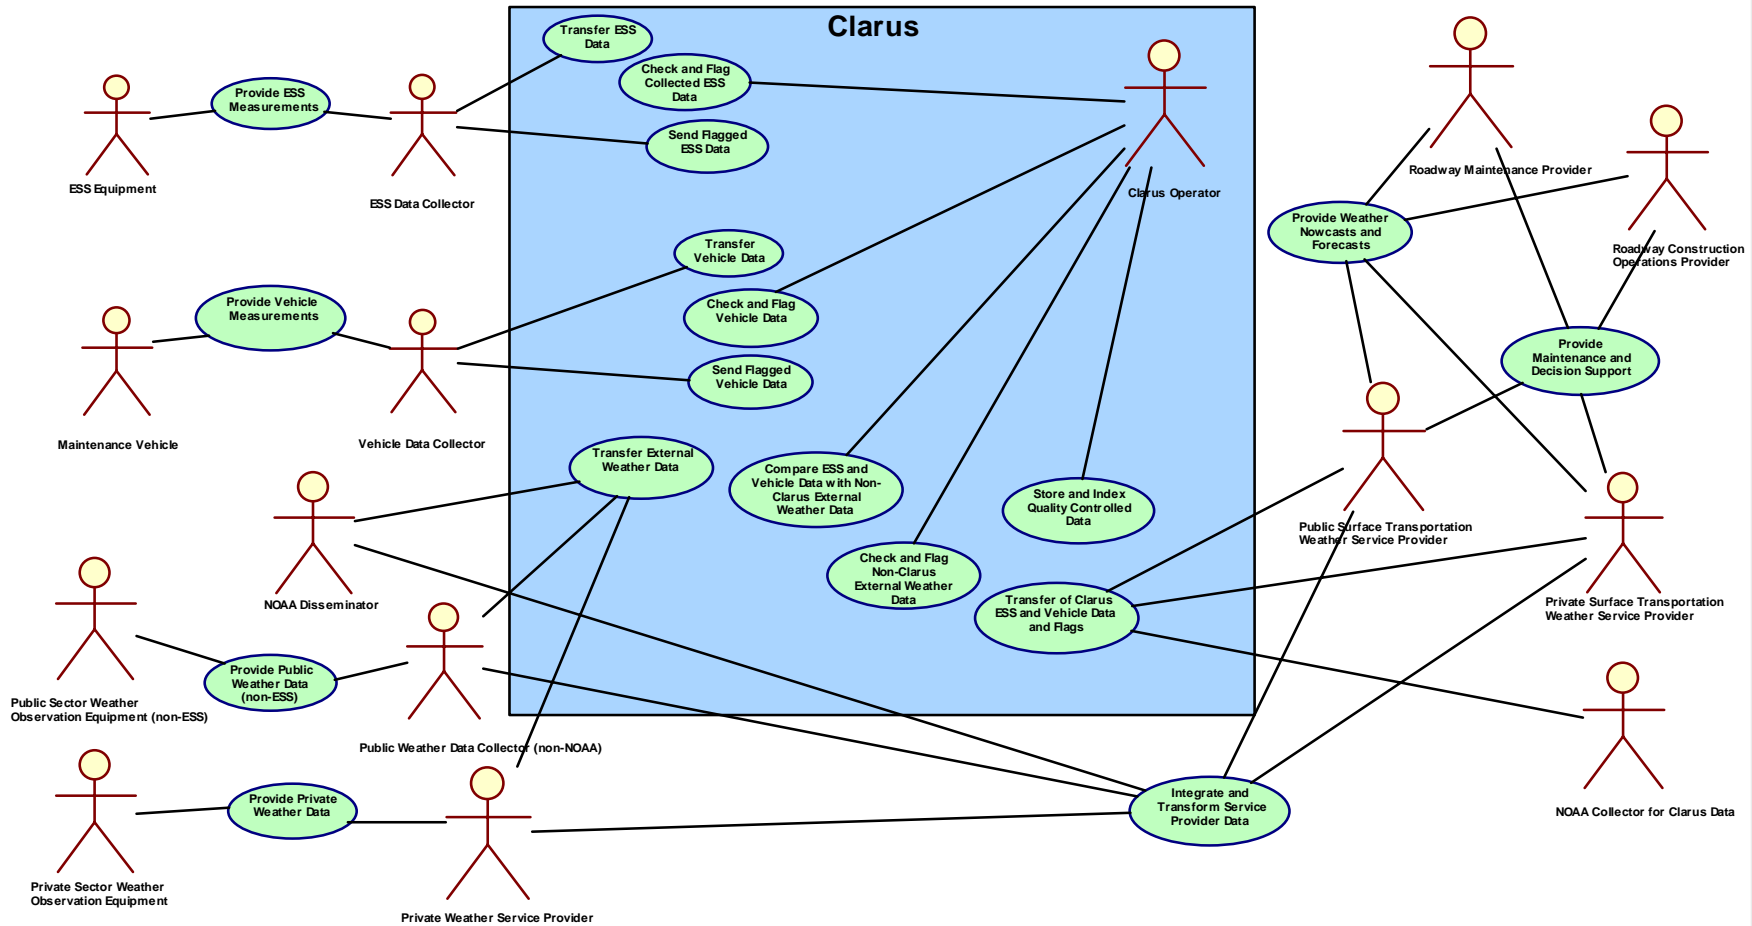 Clarus
Transfer ESS
Data
Check and Flag
Collected ESS
Data
Provide ESS
Measurements
Send Flagged
ESS Data
ESS Equipment
ESS Data Collector
Clarus Operator
Roadway Maintenance Provider
Provide Weather
Nowcasts and
Forecasts
Roadway Construction
Operations Provider
Transfer
Vehicle Data
Provide Vehicle
Measurements
Check and Flag
Vehicle Data
Send Flagged
Vehicle Data
Provide
Maintenance and
Decision Support
Maintenance Vehicle
Vehicle Data Collector
Transfer External
Weather Data
Compare ESS and
Vehicle Data with Non-
Clarus External
Weather Data
Store and Index
Quality Controlled
Data
Public Surface Transportation
Weather Service Provider
Check and Flag
Non-Clarus
External Weather
Data
NOAA Disseminator
Transfer of Clarus
ESS and Vehicle Data
and Flags
Private Surface Transportation
Weather Service Provider
Provide Public
Weather Data
(non-ESS)
Public Sector Weather
Observation Equipment (non-ESS)
Public Weather Data Collector (non-NOAA)
Provide Private
Weather Data
Integrate and
Transform Service
Provider Data
NOAA Collector for Clarus Data
Private Sector Weather
Observation Equipment
Private Weather Service Provider